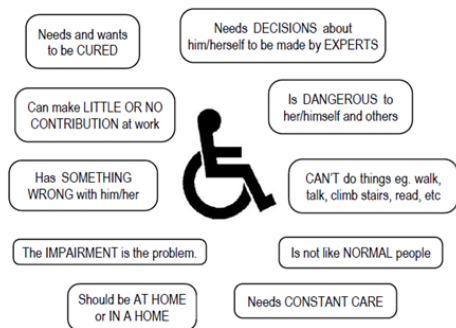 Needs and wants
to be CURED
Needs DECISIONS about
him/herself to be made by EXPERTS
Can make LITTLE OR NO
CONTRIBUTION at work
Is DANGEROUS to
her/himself and others
Has SOMETHING
WRONG with him/her
CAN'T do things eg. walk,
talk, climb stairs, read, etc
The IMPAIRMENT is the problem.
Is not like NORMAL people
Should be AT HOME
or IN A HOME
Needs CONSTANT CARE